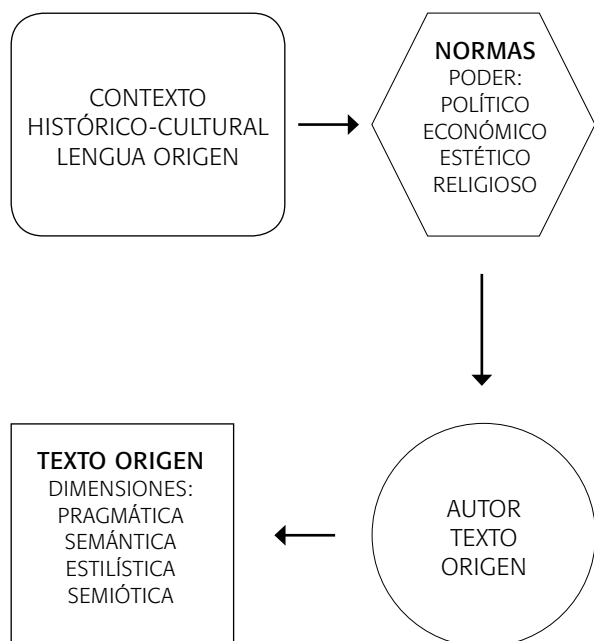 CONTEXTO
HISTÓRICO-CULTURAL
LENGUA ORIGEN
NORMAS
PODER:
POLÍTICO
ECONÓMICO
ESTÉTICO
RELIGIOSO
AUTOR
TEXTO
ORIGEN
TEXTO ORIGEN
DIMENSIONES:
PRAGMÁTICA
SEMÁNTICA
ESTILÍSTICA
SEMIÓTICA